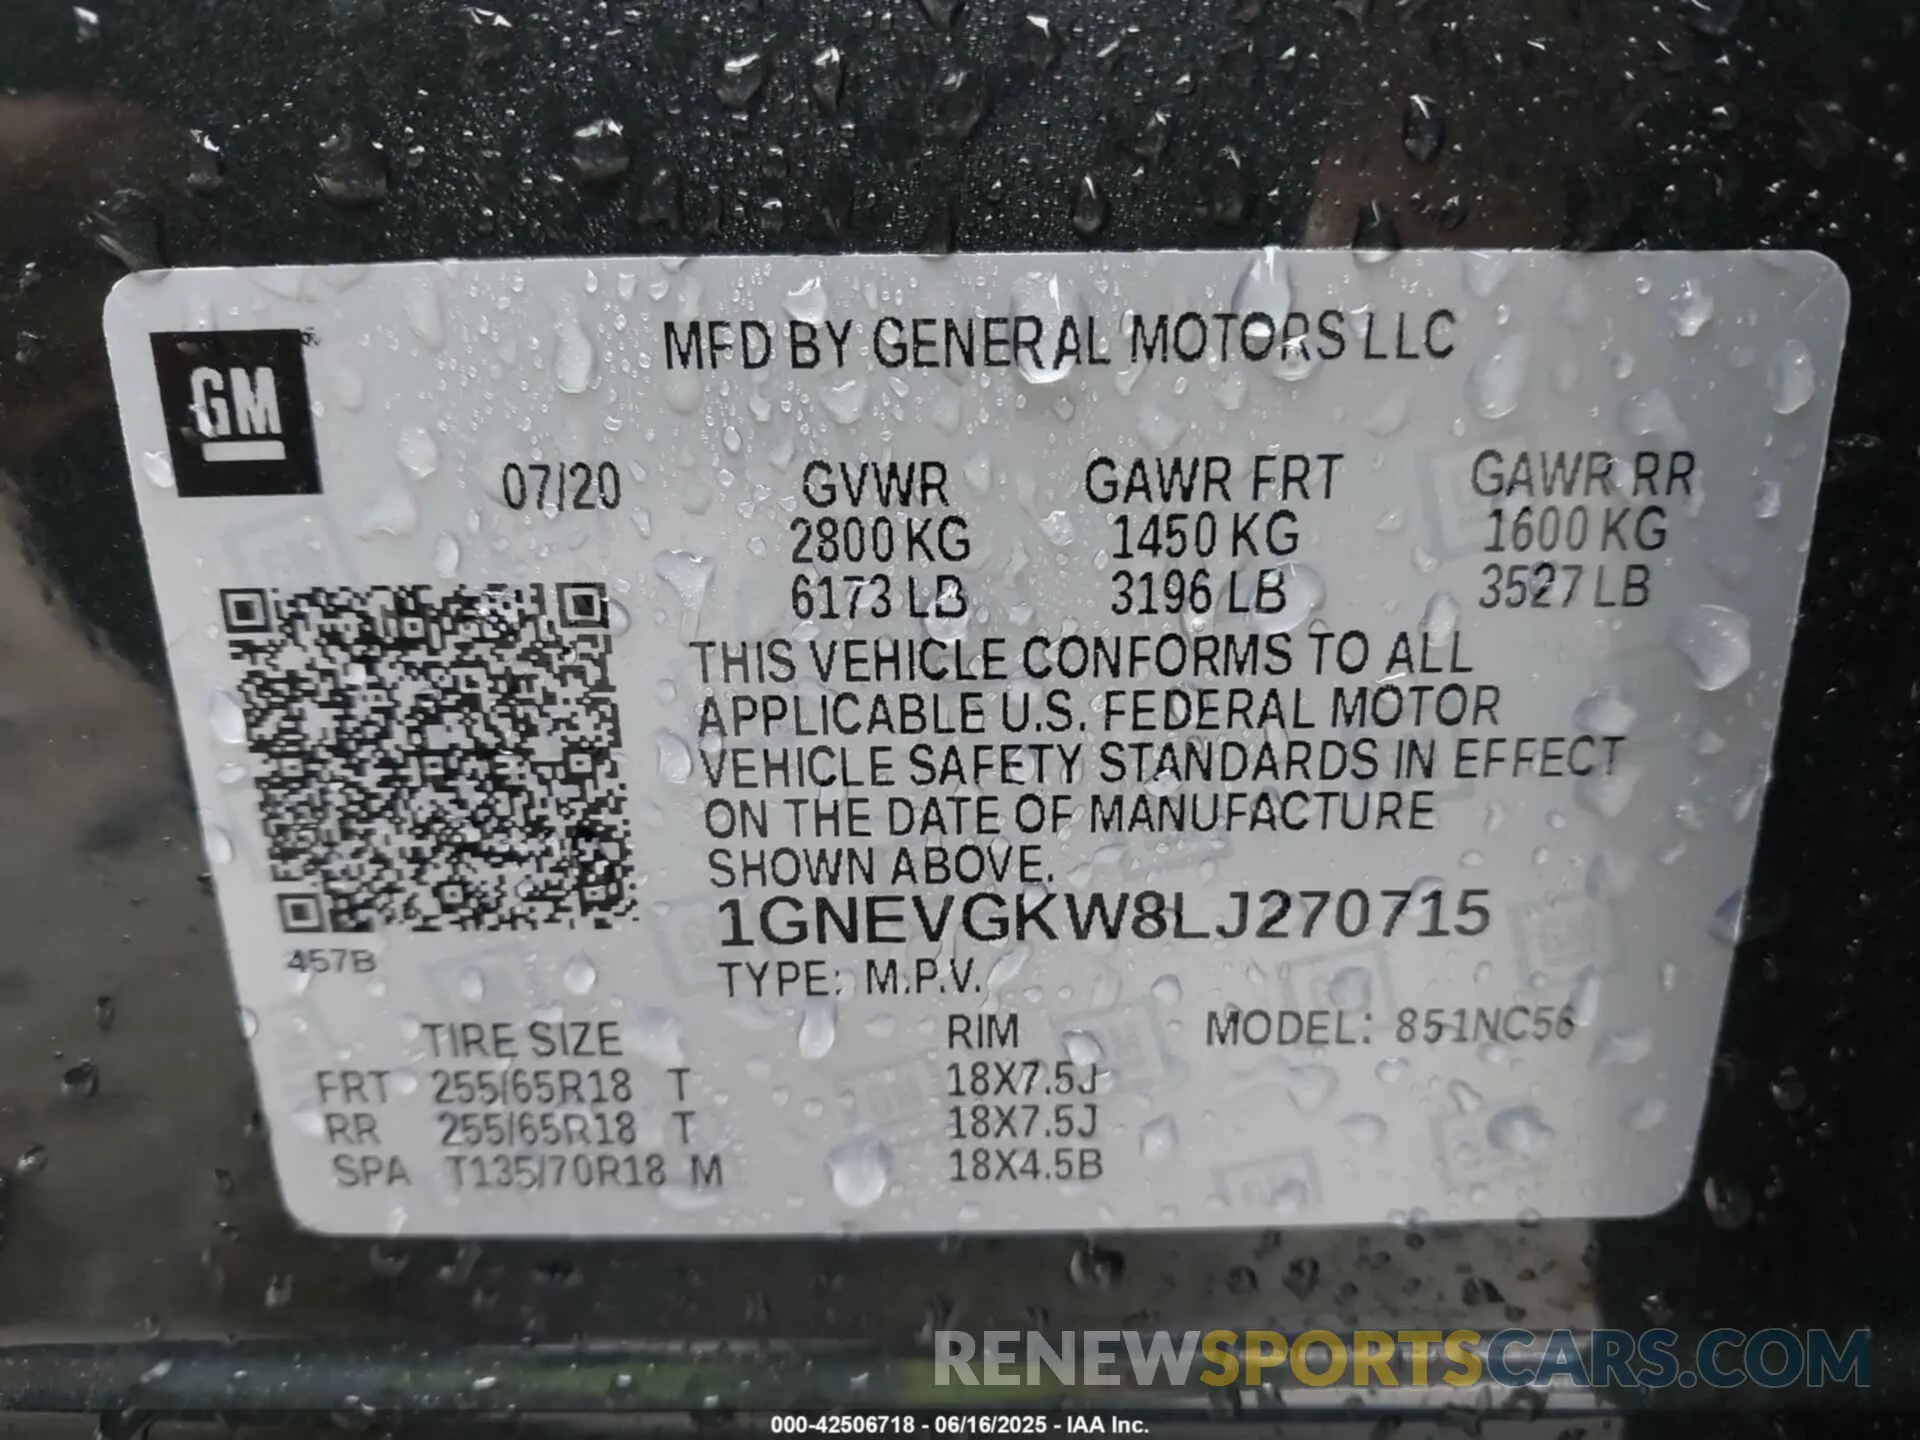 MFD BY GENERAL MOTORS LLC
GM
07/20 GVWR GAWR FRT GAWR RR
2800 KG 1450 KG 1600 KG
6173 LB 3196 LB 3527 LB
THIS VEHICLE CONFORMS TO ALL
APPLICABLE U.S. FEDERAL MOTOR
VEHICLE SAFETY STANDARDS IN EFFECT
ON THE DATE OF MANUFACTURE
SHOWN ABOVE.
1GNEVGKW8LJ270715
457B
TYPE: M.P.V.
TIRE SIZE RIM MODEL: 851NC56
FRT 255/65R18 T 18X7.5J
RR 255/65R18 T 18X7.5J
SPA T135/70R18 M 18X4.5B
RENEWSPORTSCARS.COM
000-42506718 - 06/16/2025 - IAA Inc.